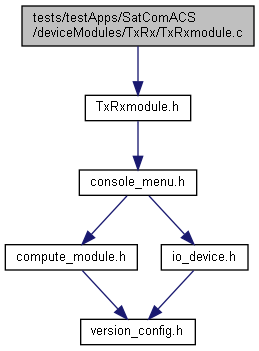 tests/testApps/SatComACS
/deviceModules/TxRx/TxRxmodule.c
TxRxmodule.h
console_menu.h
compute_module.h
io_device.h
version_config.h